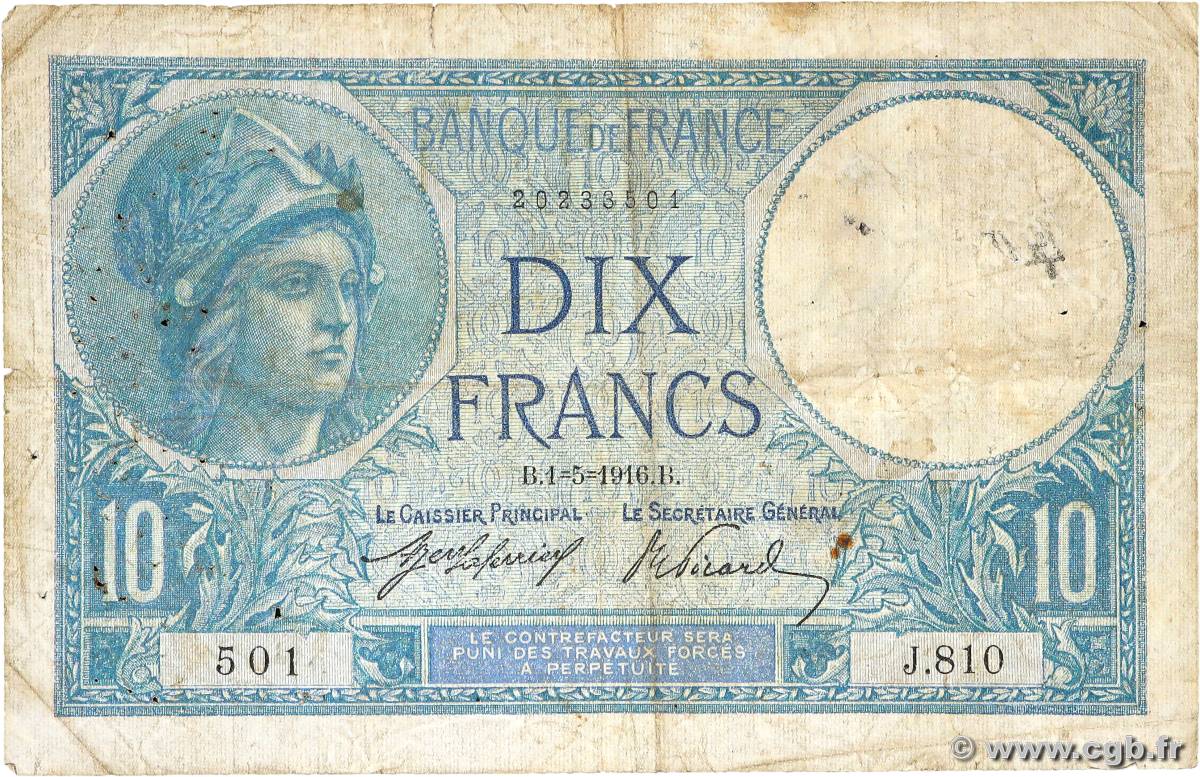 BANQUE DE FRANCE
20233501
DIX
FRANCS
B.1=5=1916.B.
LE CAISSIER PRINCIPAL LE SECRÉTAIRE GÉNÉRAL
10 10
LE CONTREFACTEUR SERA
PUNI DES TRAVAUX FORCÉS
À PERPÉTUITÉ
501 J.810
© www.cgb.fr